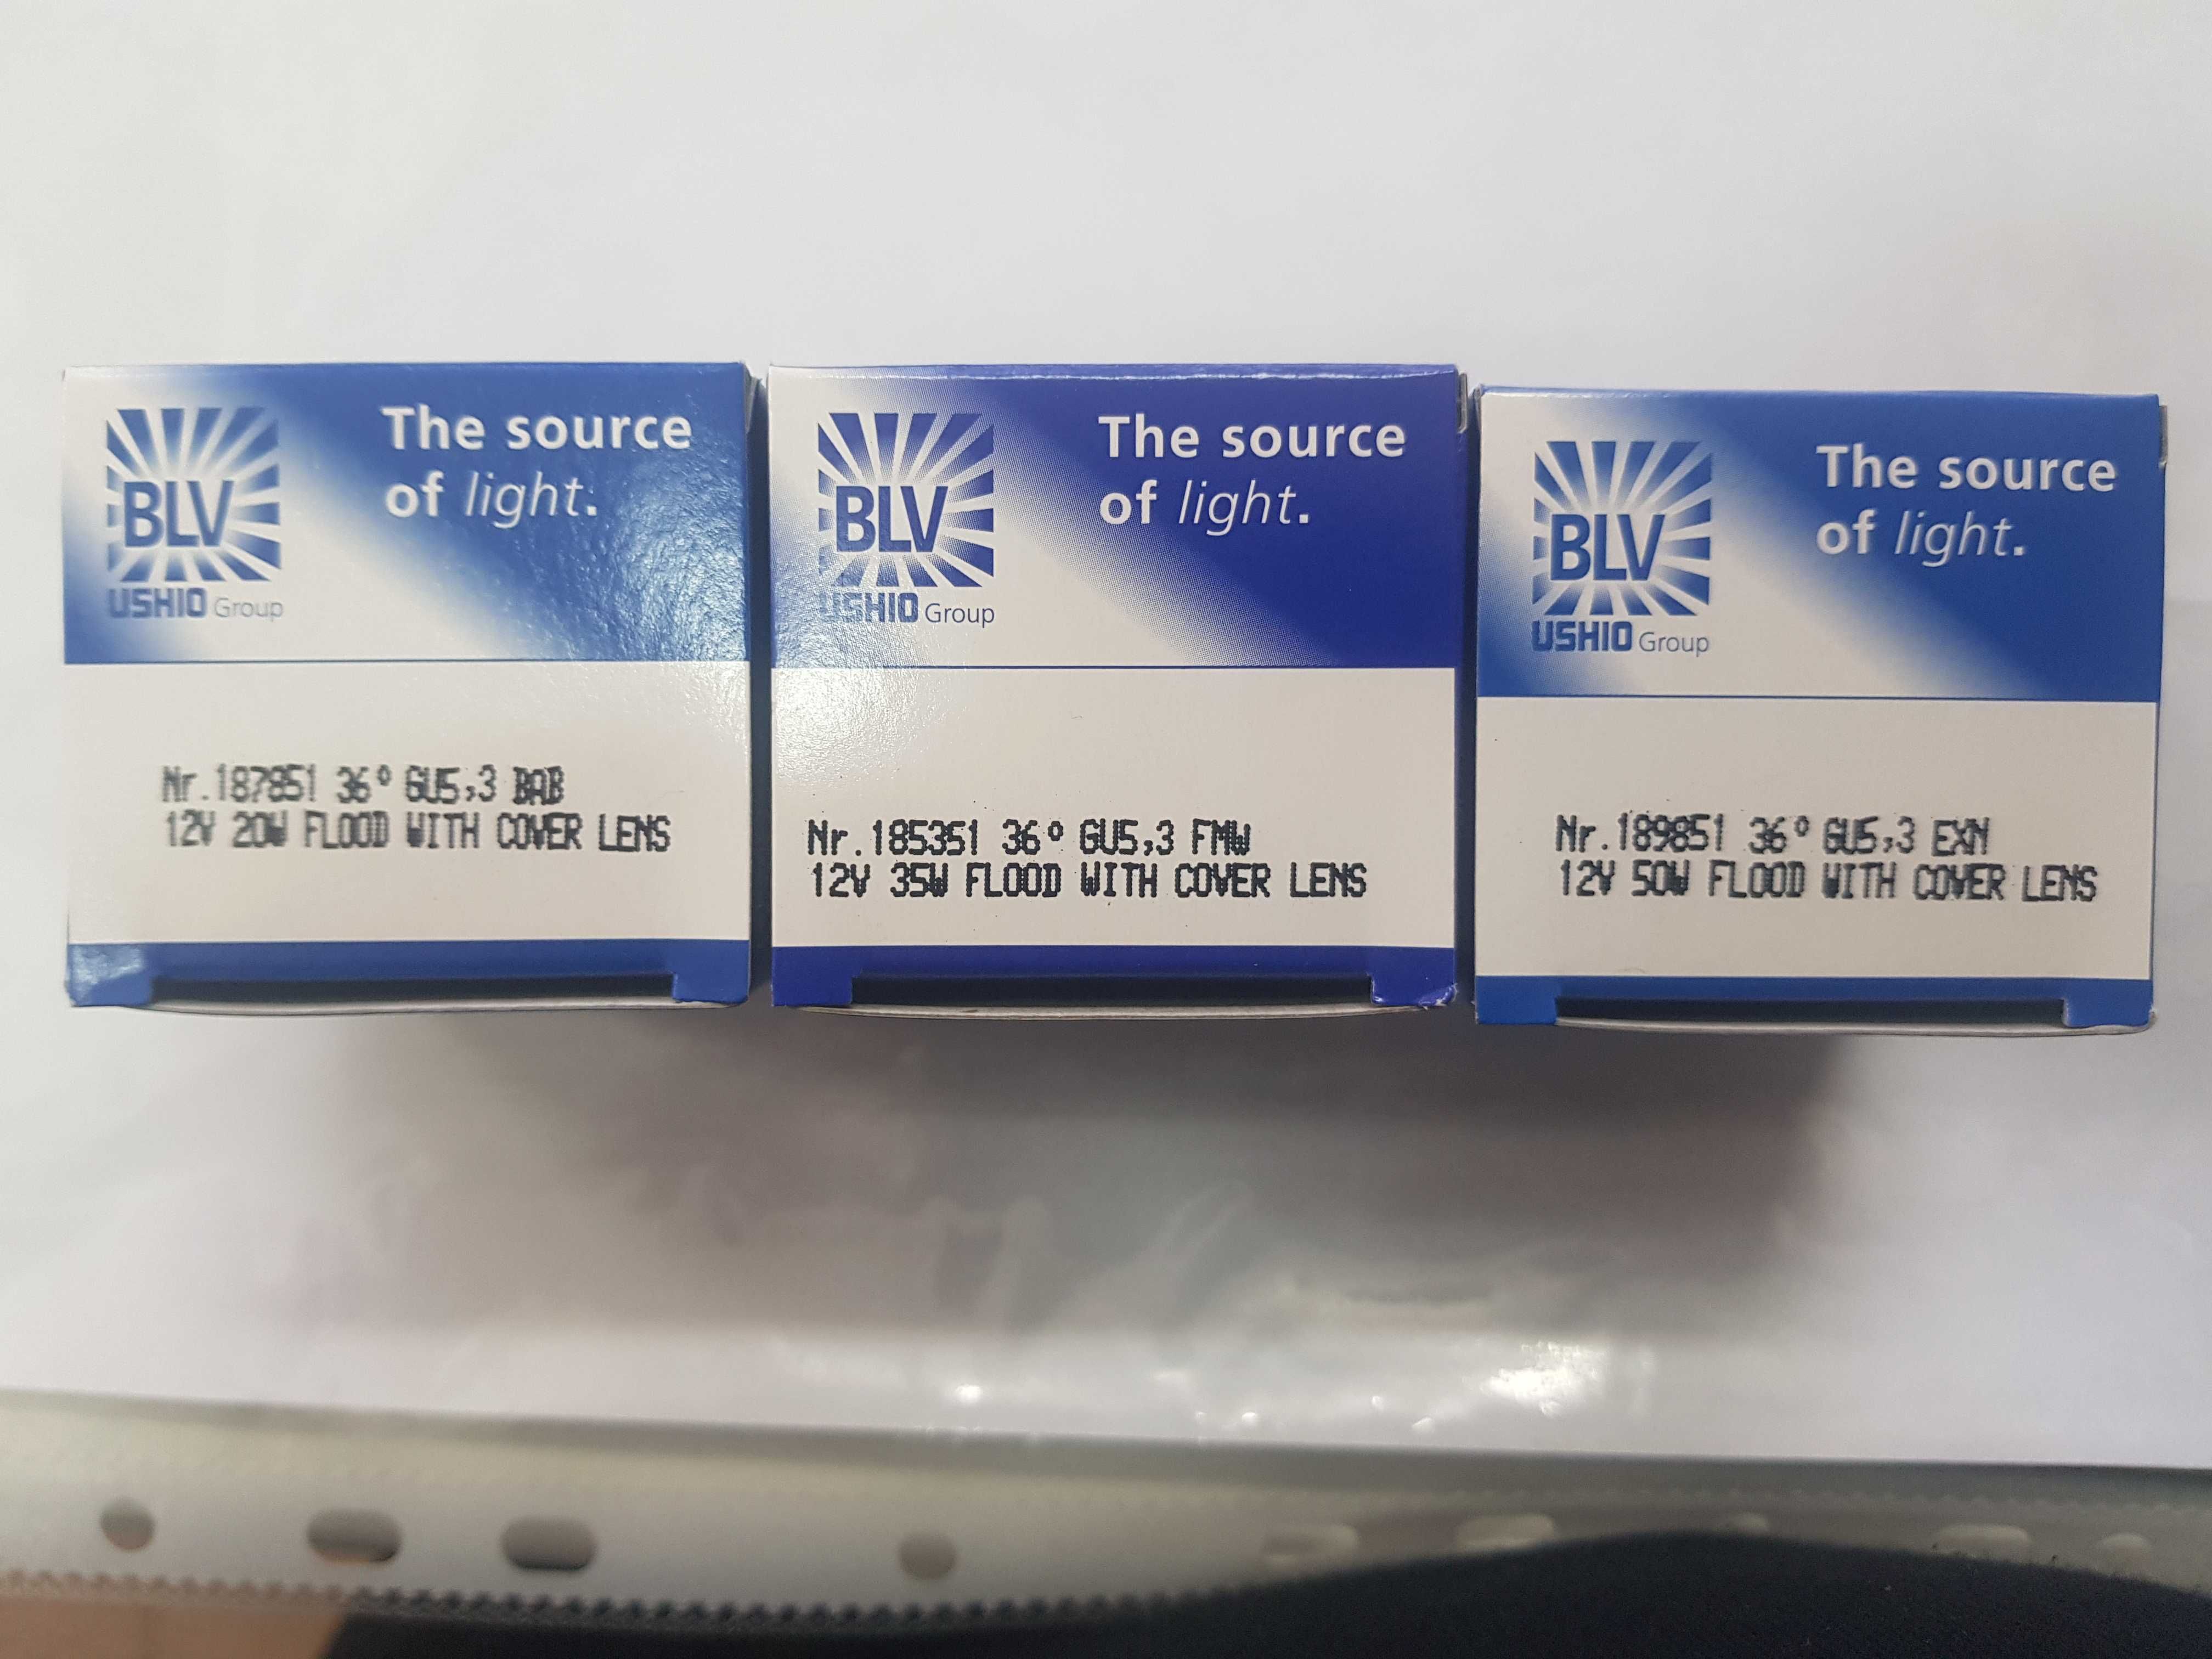 BLV
USHIO Group
The source
of light.
Nr.187851 36° GU5,3 BAB
12V 20W FLOOD WITH COVER LENS
BLV
USHIO Group
The source
of light.
Nr.185351 36° GU5,3 FMW
12V 35W FLOOD WITH COVER LENS
BLV
USHIO Group
The source
of light.
Nr.189851 36° GU5,3 EXN
12V 50W FLOOD WITH COVER LENS